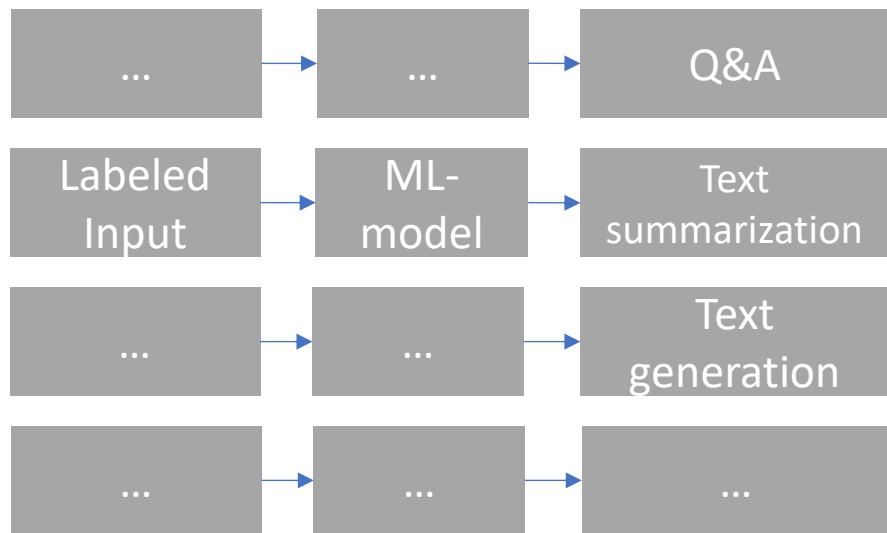 ...
...
Q&A
Labeled
Input
ML-
model
Text
summarization
...
...
Text
generation
...
...
...